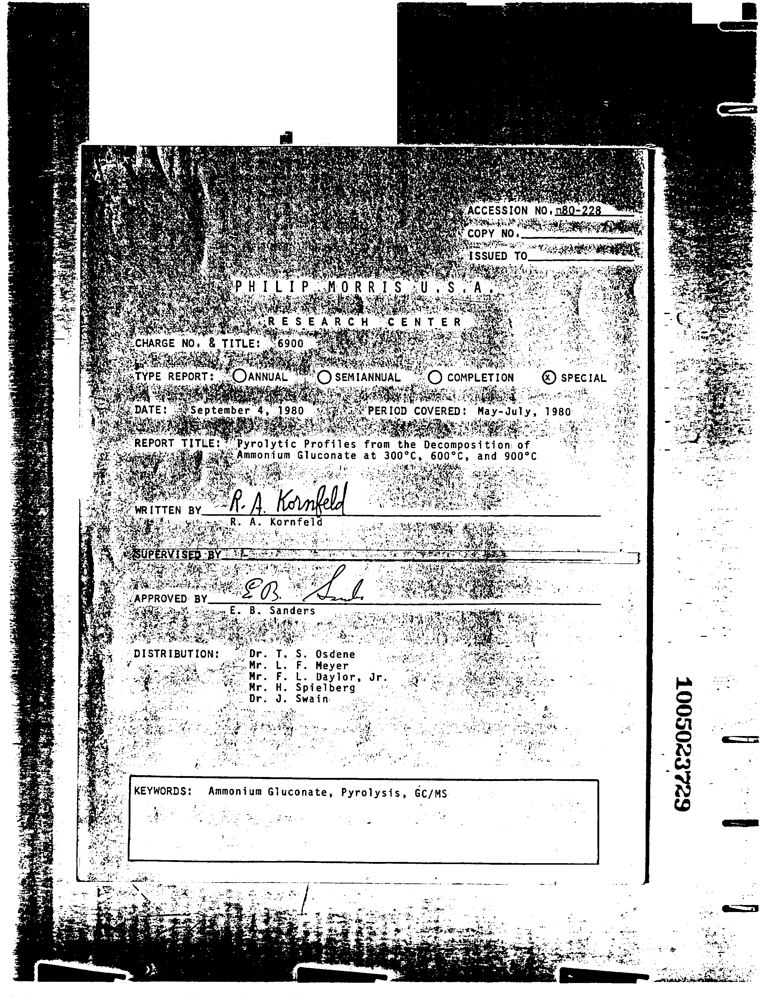 ACCESSION NO. n80-228
COPY NO.
ISSUED TO
PHILIP MORRIS U.S.A.
RESEARCH CENTER
CHARGE NO. & TITLE: 6900
TYPE REPORT: ANNUAL SEMIANNUAL COMPLETION (x) SPECIAL
DATE: September 4, 1980 PERIOD COVERED: May-July, 1980
REPORT TITLE: Pyrolytic Profiles from the Decomposition of
Ammonium Gluconate at 300°C, 600°C, and 900°C
WRITTEN BY R. A. Kornfeld
R. A. Kornfeld
SUPERVISED BY
APPROVED BY E B. Sanders
E. B. Sanders
DISTRIBUTION: Dr. T. S. Osdene
Mr. L. F. Meyer
Mr. F. L. Daylor, Jr.
Mr. H. Spielberg
Dr. J. Swain
KEYWORDS: Ammonium Gluconate, Pyrolysis, GC/MS
1005023729